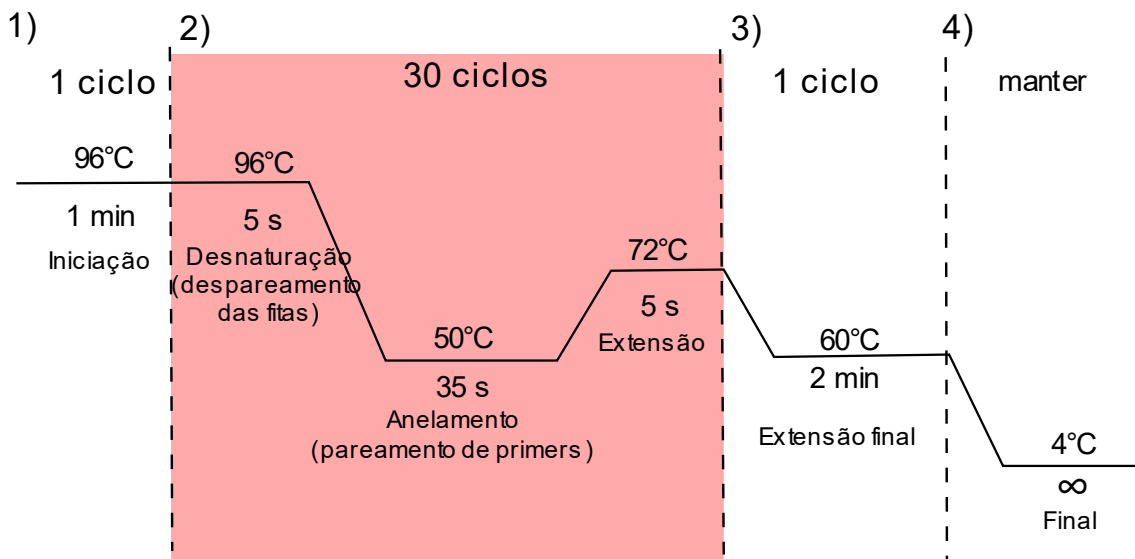 1)
1 ciclo
96°C
1 min
Iniciação
2)
30 ciclos
96°C
5 s
Desnaturação
(despareamento
das fitas)
50°C
35 s
Anelamento
(pareamento de primers)
72°C
5 s
Extensão
3)
1 ciclo
60°C
2 min
Extensão final
4)
manter
4°C
∞
Final